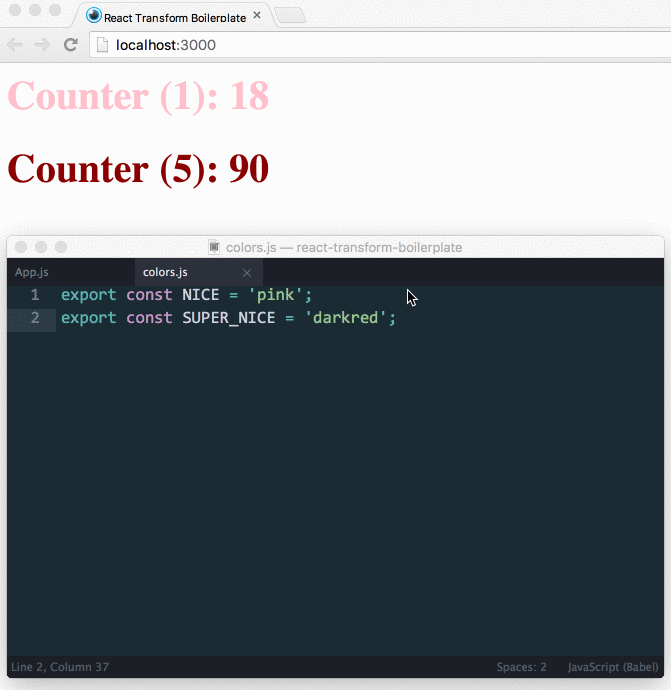 React Transform Boilerplate
localhost:3000
Counter (1): 18
Counter (5): 90
colors.js — react-transform-boilerplate
App.js
colors.js
1 export const NICE = 'pink';
2 export const SUPER_NICE = 'darkred';
Line 2, Column 37
Spaces: 2
JavaScript (Babel)